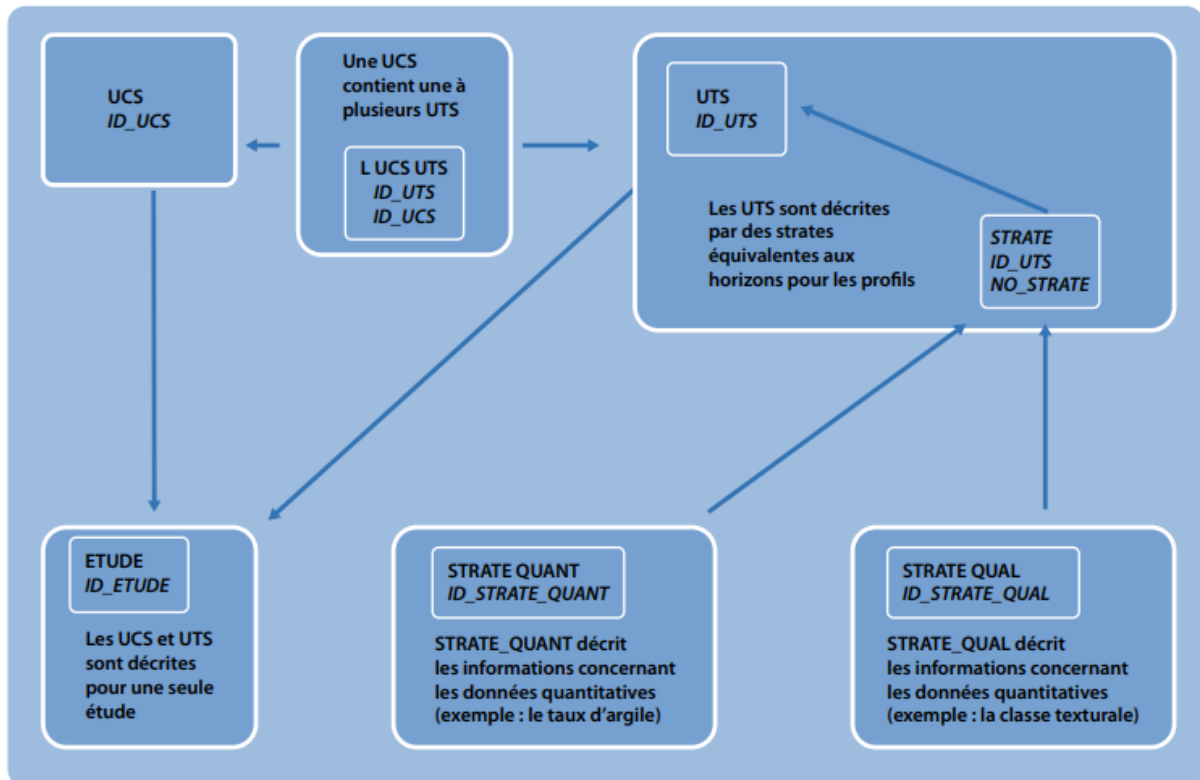 UCS
ID_UCS
Une UCS
contient une à
plusieurs UTS
L UCS UTS
ID_UTS
ID_UCS
UTS
ID_UTS
Les UTS sont décrites
par des strates
équivalentes aux
horizons pour les profils
STRATE
ID_UTS
NO_STRATE
ETUDE
ID_ETUDE
Les UCS et UTS
sont décrites
pour une seule
étude
STRATE QUANT
ID_STRATE_QUANT
STRATE_QUANT décrit
les informations concernant
les données quantitatives
(exemple : le taux d'argile)
STRATE QUAL
ID_STRATE_QUAL
STRATE_QUAL décrit
les informations concernant
les données quantitatives
(exemple : la classe texturale)